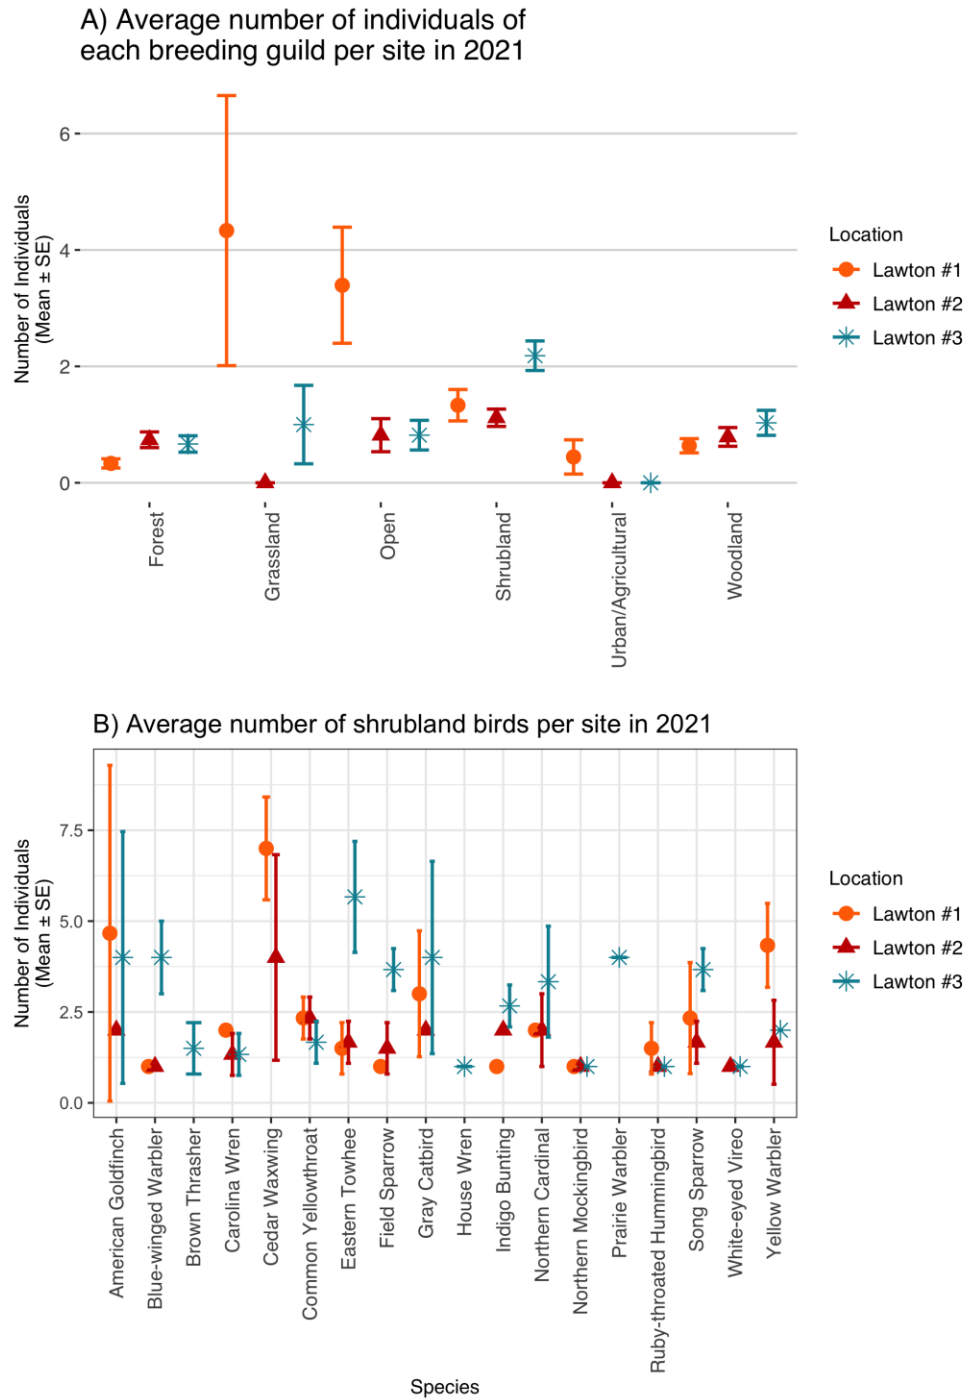 A) Average number of individuals of
each breeding guild per site in 2021
Number of Individuals
(Mean ± SE)
6
4
2
0
Forest
Grassland
Open
Shrubland
Urban/Agricultural
Woodland
Location
Lawton #1
Lawton #2
Lawton #3
B) Average number of shrubland birds per site in 2021
Number of Individuals
(Mean ± SE)
7.5
5.0
2.5
0.0
American Goldfinch
Blue-winged Warbler
Brown Thrasher
Carolina Wren
Cedar Waxwing
Common Yellowthroat
Eastern Towhee
Field Sparrow
Gray Catbird
House Wren
Indigo Bunting
Northern Cardinal
Northern Mockingbird
Prairie Warbler
Ruby-throated Hummingbird
Song Sparrow
White-eyed Vireo
Yellow Warbler
Species
Location
Lawton #1
Lawton #2
Lawton #3